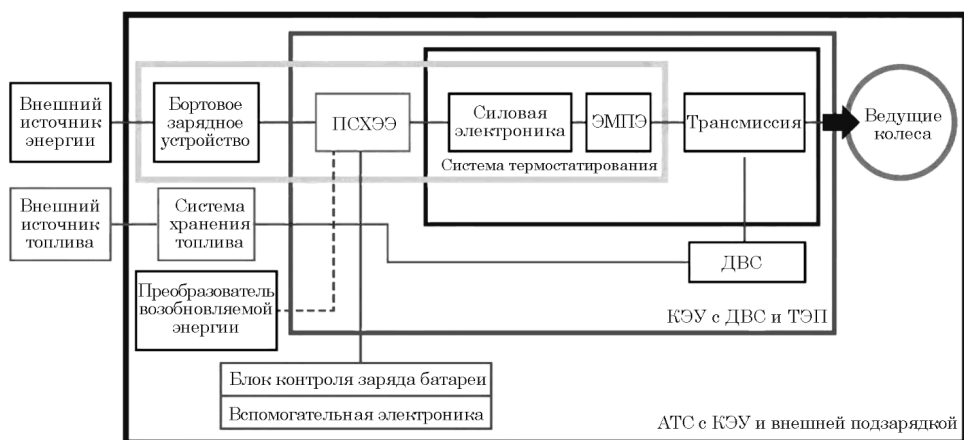 Внешний
источник
энергии
Бортовое
зарядное
устройство
ПСХЭЭ
Силовая
электроника
ЭМПЭ
Трансмиссия
Ведущие
колеса
Система термостатирования
Внешний
источник
топлива
Система
хранения
топлива
ДВС
Преобразователь
возобновляемой
энергии
КЭУ с ДВС и ТЭП
Блок контроля заряда батареи
Вспомогательная электроника
АТС с КЭУ и внешней подзарядкой